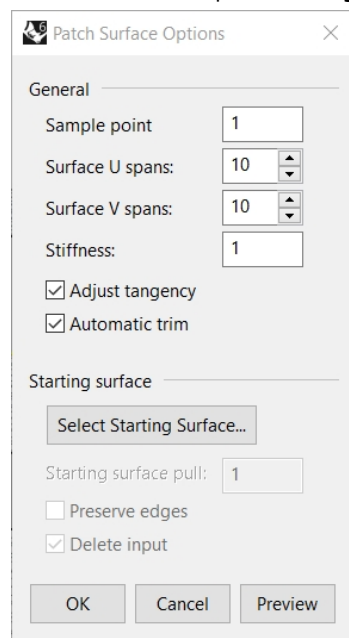 Patch Surface Options
General
Sample point 1
Surface U spans: 10
Surface V spans: 10
Stiffness: 1
Adjust tangency
Automatic trim
Starting surface
Select Starting Surface...
Starting surface pull: 1
Preserve edges
Delete input
OK Cancel Preview